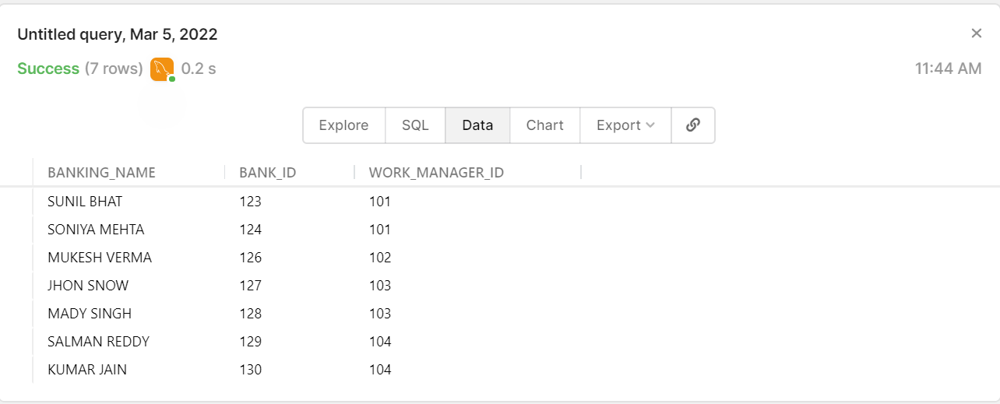 Untitled query, Mar 5, 2022
Success (7 rows) 0.2 s 11:44 AM
Explore SQL Data Chart Export
BANKING_NAME BANK_ID WORK_MANAGER_ID
SUNIL BHAT 123 101
SONIYA MEHTA 124 101
MUKESH VERMA 126 102
JHON SNOW 127 103
MADY SINGH 128 103
SALMAN REDDY 129 104
KUMAR JAIN 130 104